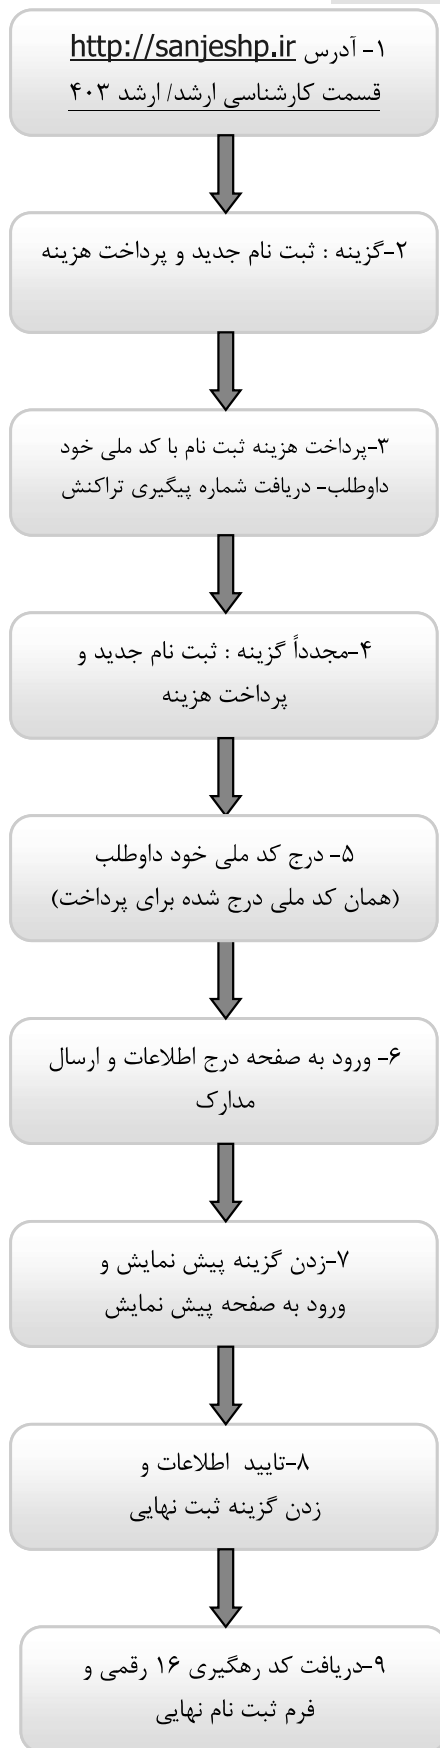 ۱- آدرس http://sanjeshp.ir
قسمت کارشناسی ارشد/ ارشد ۴۰۳
۲-گزینه : ثبت نام جدید و پرداخت هزینه
۳-پرداخت هزینه ثبت نام با کد ملی خود
داوطلب- دریافت شماره پیگیری تراکنش
۴-مجدداً گزینه : ثبت نام جدید و
پرداخت هزینه
۵- درج کد ملی خود داوطلب
(همان کد ملی درج شده برای پرداخت)
۶- ورود به صفحه درج اطلاعات و ارسال
مدارک
۷-زدن گزینه پیش نمایش و
ورود به صفحه پیش نمایش
۸-تایید اطلاعات و
زدن گزینه ثبت نهایی
۹-دریافت کد رهگیری ۱۶ رقمی و
فرم ثبت نام نهایی